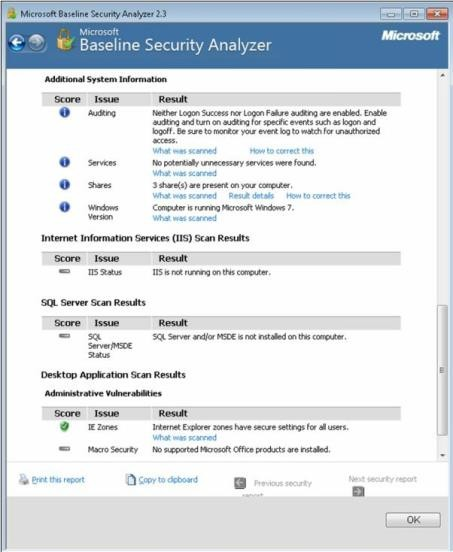 Microsoft Baseline Security Analyzer 2.3
Microsoft
Baseline Security Analyzer
Microsoft
Additional System Information
Score Issue Result
Auditing Neither Logon Success nor Logon Failure auditing are enabled. Enable
auditing and turn on auditing for specific events such as logon and
logoff. Be sure to monitor your event log to watch for unauthorized
access.
What was scanned How to correct this
Services No potentially unnecessary services were found.
What was scanned
Shares 3 share(s) are present on your computer.
What was scanned Result details How to correct this
Windows Computer is running Microsoft Windows 7.
Version What was scanned
Internet Information Services (IIS) Scan Results
Score Issue Result
IIS Status IIS is not running on this computer.
SQL Server Scan Results
Score Issue Result
SQL SQL Server and/or MSDE is not installed on this computer.
Server/MSDE
Status
Desktop Application Scan Results
Administrative Vulnerabilities
Score Issue Result
IE Zones Internet Explorer zones have secure settings for all users.
What was scanned
Macro Security No supported Microsoft Office products are installed.
Print this report Copy to clipboard Previous security Next security report
report
OK